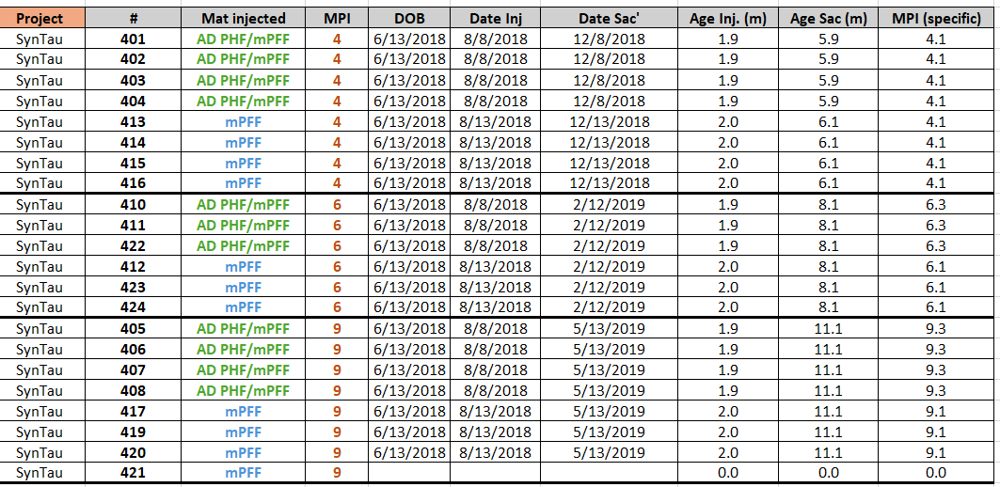 Project # Mat injected MPI DOB Date Inj Date Sac' Age Inj. (m) Age Sac (m) MPI (specific)
SynTau 401 AD PHF/mPFF 4 6/13/2018 8/8/2018 12/8/2018 1.9 5.9 4.1
SynTau 402 AD PHF/mPFF 4 6/13/2018 8/8/2018 12/8/2018 1.9 5.9 4.1
SynTau 403 AD PHF/mPFF 4 6/13/2018 8/8/2018 12/8/2018 1.9 5.9 4.1
SynTau 404 AD PHF/mPFF 4 6/13/2018 8/8/2018 12/8/2018 1.9 5.9 4.1
SynTau 413 mPFF 4 6/13/2018 8/13/2018 12/13/2018 2.0 6.1 4.1
SynTau 414 mPFF 4 6/13/2018 8/13/2018 12/13/2018 2.0 6.1 4.1
SynTau 415 mPFF 4 6/13/2018 8/13/2018 12/13/2018 2.0 6.1 4.1
SynTau 416 mPFF 4 6/13/2018 8/13/2018 12/13/2018 2.0 6.1 4.1
SynTau 410 AD PHF/mPFF 6 6/13/2018 8/8/2018 2/12/2019 1.9 8.1 6.3
SynTau 411 AD PHF/mPFF 6 6/13/2018 8/8/2018 2/12/2019 1.9 8.1 6.3
SynTau 422 AD PHF/mPFF 6 6/13/2018 8/8/2018 2/12/2019 1.9 8.1 6.3
SynTau 412 mPFF 6 6/13/2018 8/13/2018 2/12/2019 2.0 8.1 6.1
SynTau 423 mPFF 6 6/13/2018 8/13/2018 2/12/2019 2.0 8.1 6.1
SynTau 424 mPFF 6 6/13/2018 8/13/2018 2/12/2019 2.0 8.1 6.1
SynTau 405 AD PHF/mPFF 9 6/13/2018 8/8/2018 5/13/2019 1.9 11.1 9.3
SynTau 406 AD PHF/mPFF 9 6/13/2018 8/8/2018 5/13/2019 1.9 11.1 9.3
SynTau 407 AD PHF/mPFF 9 6/13/2018 8/8/2018 5/13/2019 1.9 11.1 9.3
SynTau 408 AD PHF/mPFF 9 6/13/2018 8/8/2018 5/13/2019 1.9 11.1 9.3
SynTau 417 mPFF 9 6/13/2018 8/13/2018 5/13/2019 2.0 11.1 9.1
SynTau 419 mPFF 9 6/13/2018 8/13/2018 5/13/2019 2.0 11.1 9.1
SynTau 420 mPFF 9 6/13/2018 8/13/2018 5/13/2019 2.0 11.1 9.1
SynTau 421 mPFF 9 0.0 0.0 0.0